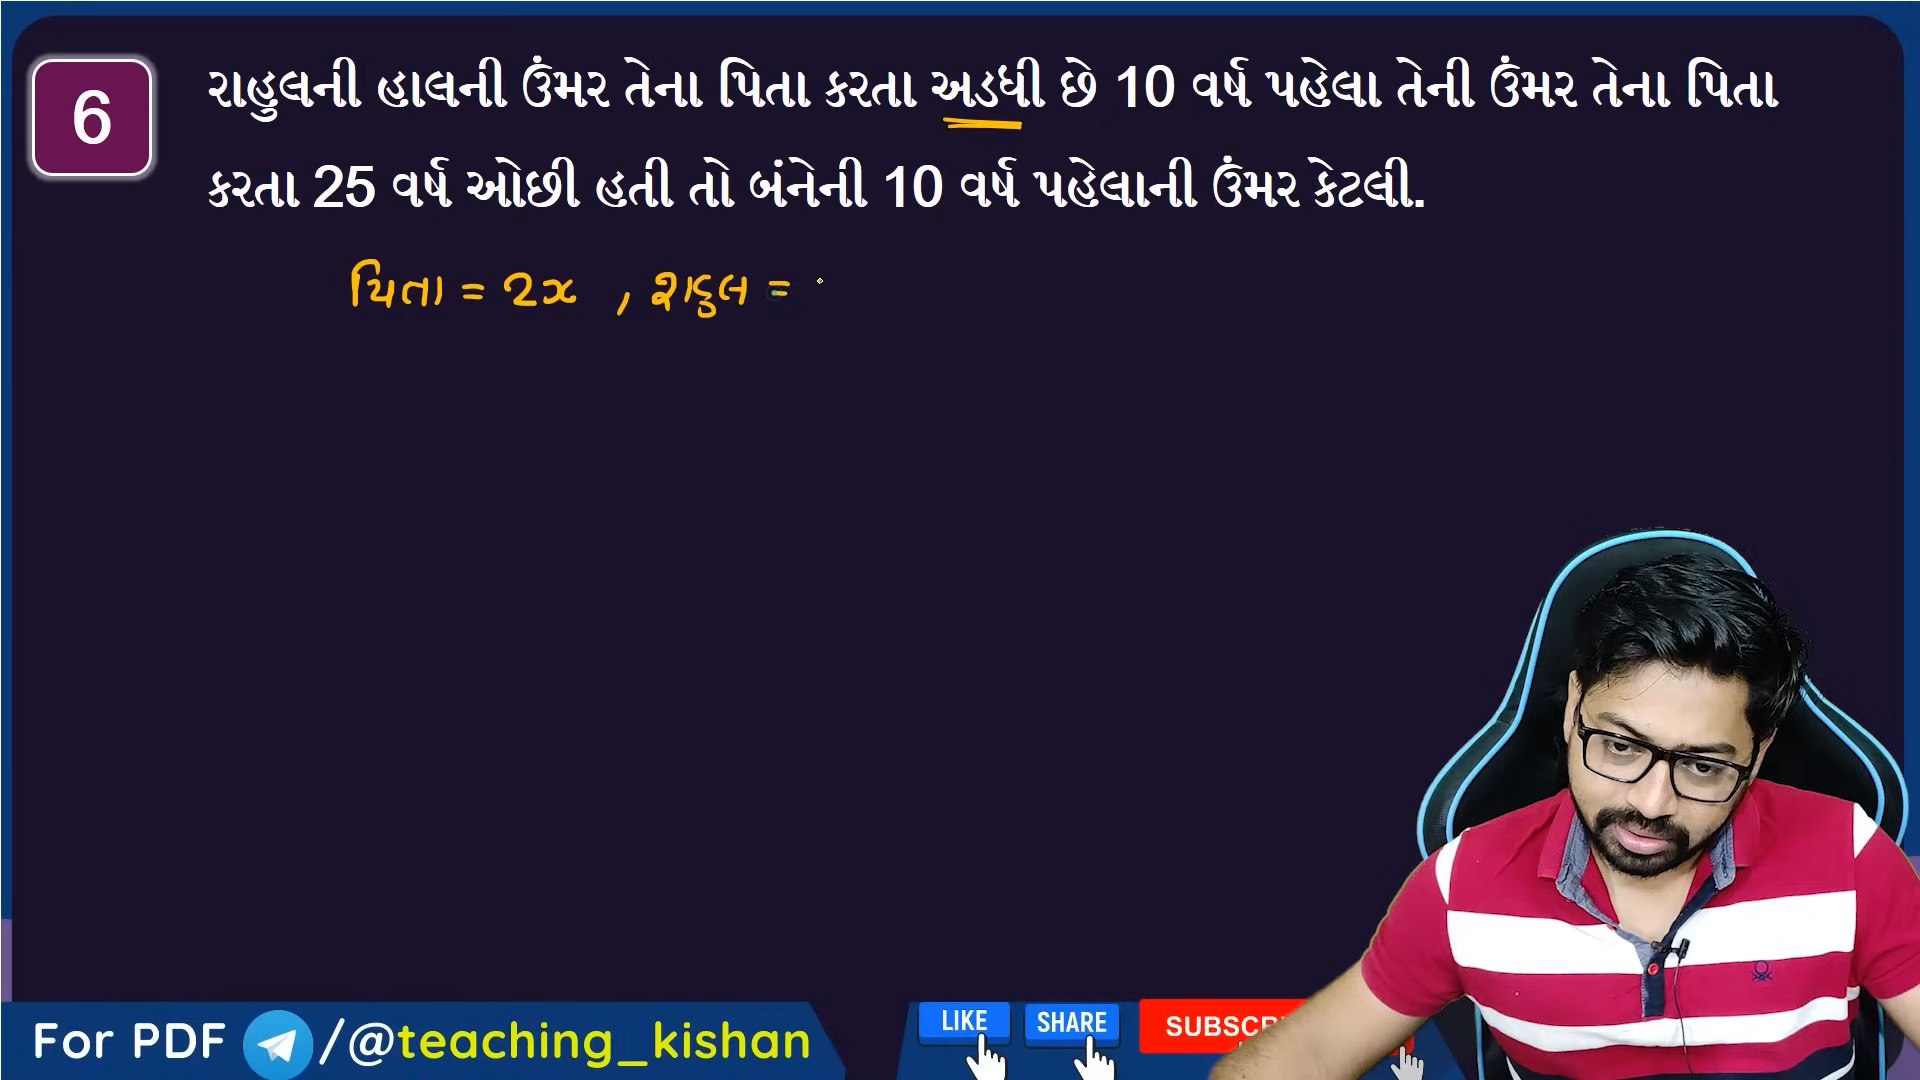 6
રાહુલની હાલની ઉંમર તેના પિતા કરતા અડધી છે 10 વર્ષ પહેલા તેની ઉંમર તેના પિતા
કરતા 25 વર્ષ ઓછી હતી તો બંનેની 10 વર્ષ પહેલાની ઉંમર કેટલી.
પિતા = 2x , રાહુલ =
For PDF /@teaching_kishan
LIKE SHARE